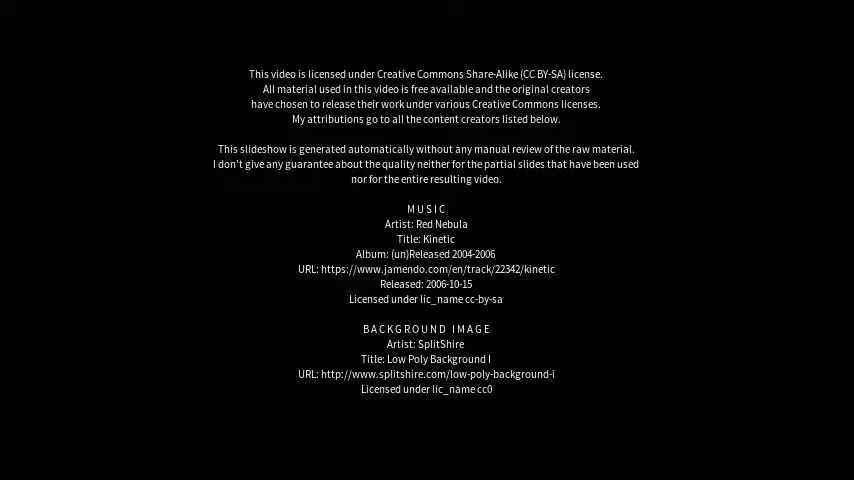 This video is licensed under Creative Commons Share-Alike (CC BY-SA) license.
All material used in this video is free available and the original creators
have chosen to release their work under various Creative Commons licenses.
My attributions go to all the content creators listed below.
This slideshow is generated automatically without any manual review of the raw material.
I don't give any guarantee about the quality neither for the partial slides that have been used
nor for the entire resulting video.
MUSIC
Artist: Red Nebula
Title: Kinetic
Album: (un)Released 2004-2006
URL: https://www.jamendo.com/en/track/22342/kinetic
Released: 2006-10-15
Licensed under lic_name cc-by-sa
BACKGROUND IMAGE
Artist: SplitShire
Title: Low Poly Background I
URL: http://www.splitshire.com/low-poly-background-i
Licensed under lic_name cc0